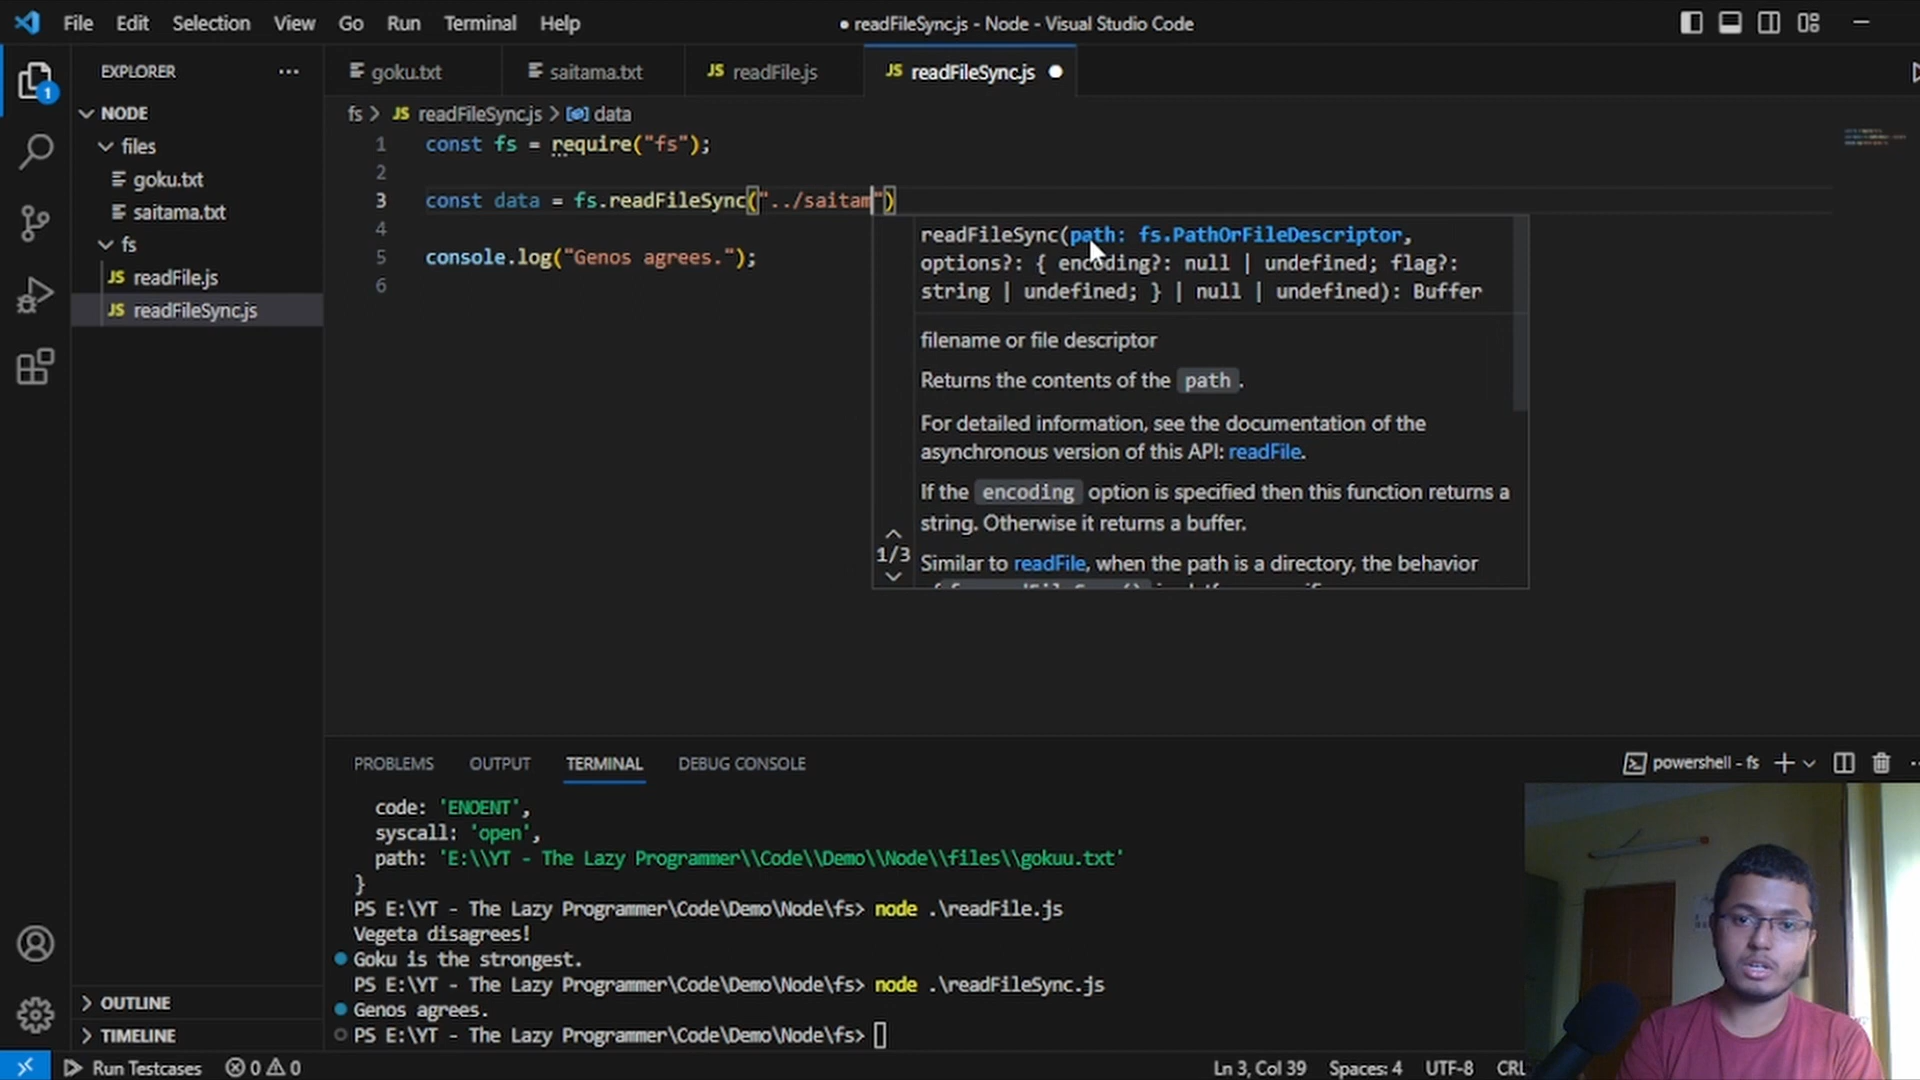 File Edit Selection View Go Run Terminal Help
● readFileSync.js - Node - Visual Studio Code
EXPLORER
goku.txt
saitama.txt
JS readFile.js
JS readFileSync.js
1
NODE
files
goku.txt
saitama.txt
fs
JS readFile.js
JS readFileSync.js
fs > JS readFileSync.js > data
1 const fs = require("fs");
2
3 const data = fs.readFileSync("../saitam")
4
5 console.log("Genos agrees.");
6
readFileSync(path: fs.PathOrFileDescriptor,
options?: { encoding?: null | undefined; flag?:
string | undefined; } | null | undefined): Buffer
filename or file descriptor
Returns the contents of the path.
For detailed information, see the documentation of the
asynchronous version of this API: readFile.
If the encoding option is specified then this function returns a
string. Otherwise it returns a buffer.
1/3
Similar to readFile, when the path is a directory, the behavior
PROBLEMS OUTPUT TERMINAL DEBUG CONSOLE
powershell - fs
code: 'ENOENT',
syscall: 'open',
path: 'E:\\YT - The Lazy Programmer\\Code\\Demo\\Node\\files\\gokuu.txt'
}
PS E:\YT - The Lazy Programmer\Code\Demo\Node\fs> node .\readFile.js
Vegeta disagrees!
Goku is the strongest.
PS E:\YT - The Lazy Programmer\Code\Demo\Node\fs> node .\readFileSync.js
Genos agrees.
PS E:\YT - The Lazy Programmer\Code\Demo\Node\fs>
OUTLINE
TIMELINE
Run Testcases 0 0
Ln 3, Col 39 Spaces: 4 UTF-8 CRL